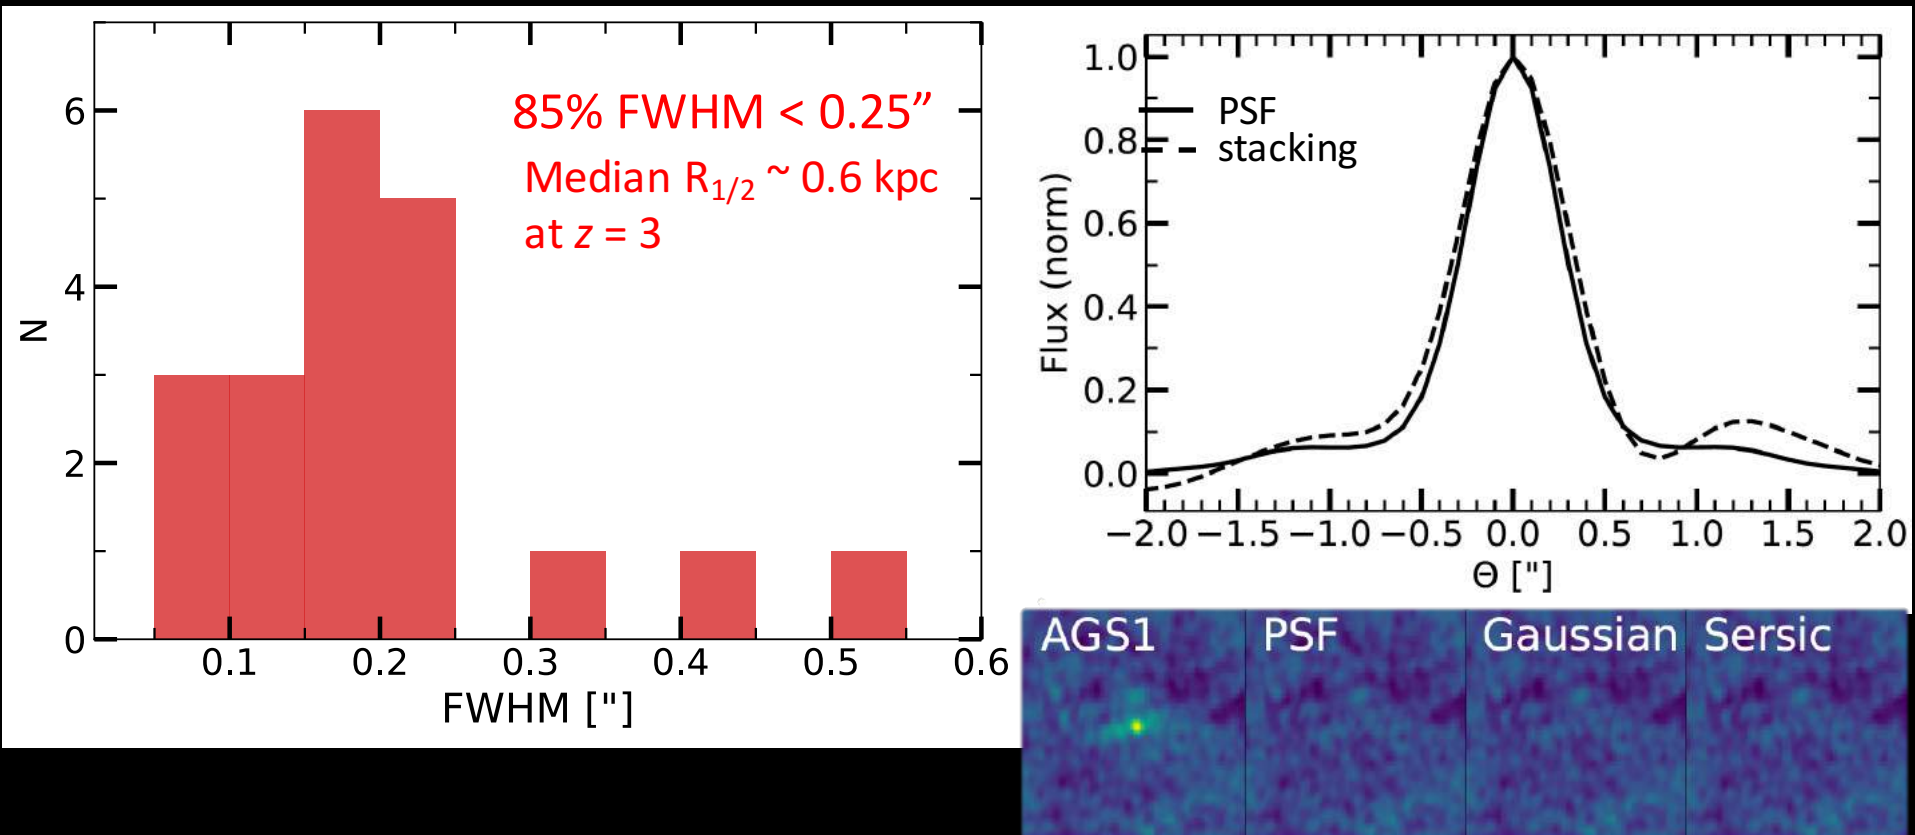 85% FWHM < 0.25”
Median R1/2 ~ 0.6 kpc
at z = 3
N
6
4
2
0
0.1 0.2 0.3 0.4 0.5 0.6
FWHM ["]
PSF
stacking
Flux (norm)
1.0
0.8
0.6
0.4
0.2
0.0
−2.0 −1.5 −1.0 −0.5 0.0 0.5 1.0 1.5 2.0
Θ ["]
AGS1 PSF Gaussian Sersic